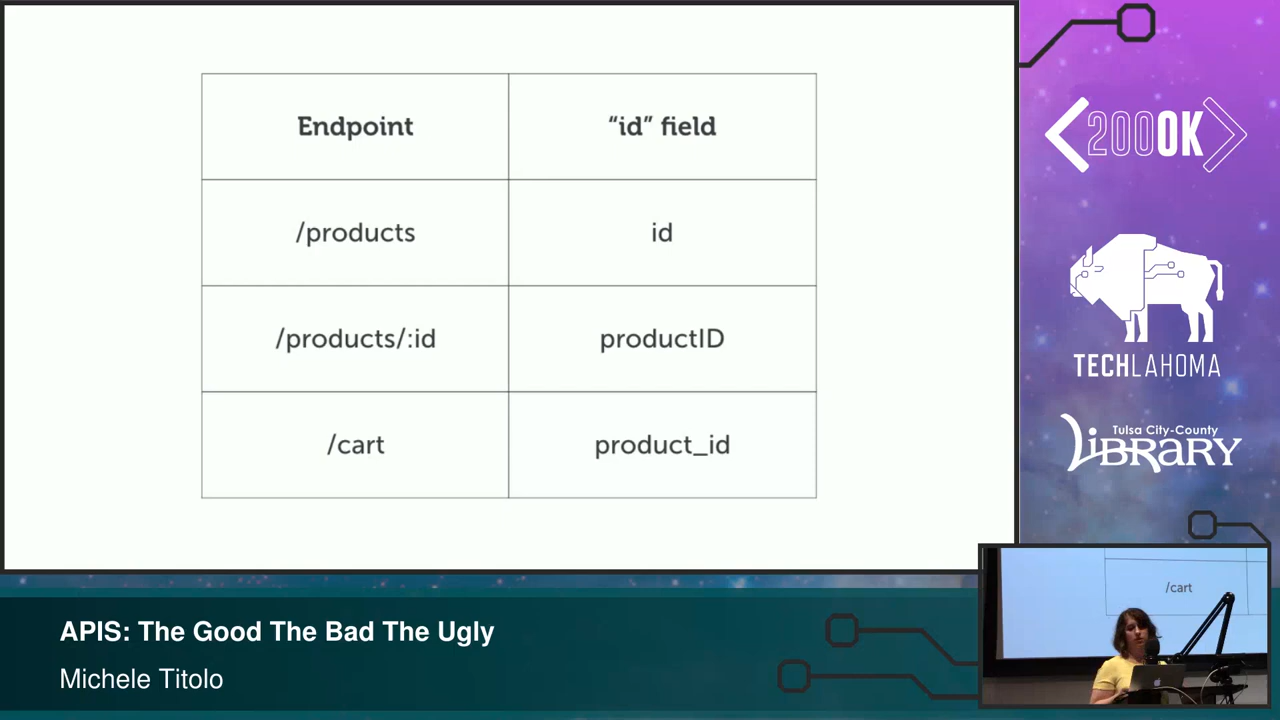 Endpoint
“id” field
/products
id
/products/:id
productID
/cart
product_id
<200OK>
TECHLAHOMA
Tulsa City-County
LiBRARY
/cart
APIS: The Good The Bad The Ugly
Michele Titolo